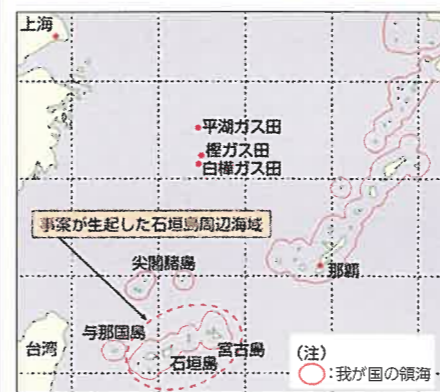 上海
平湖ガス田
樫ガス田
白樺ガス田
事案が生起した石垣島周辺海域
那覇
尖閣諸島
与那国島
宮古島
台湾
石垣島
(注)
:我が国の領海